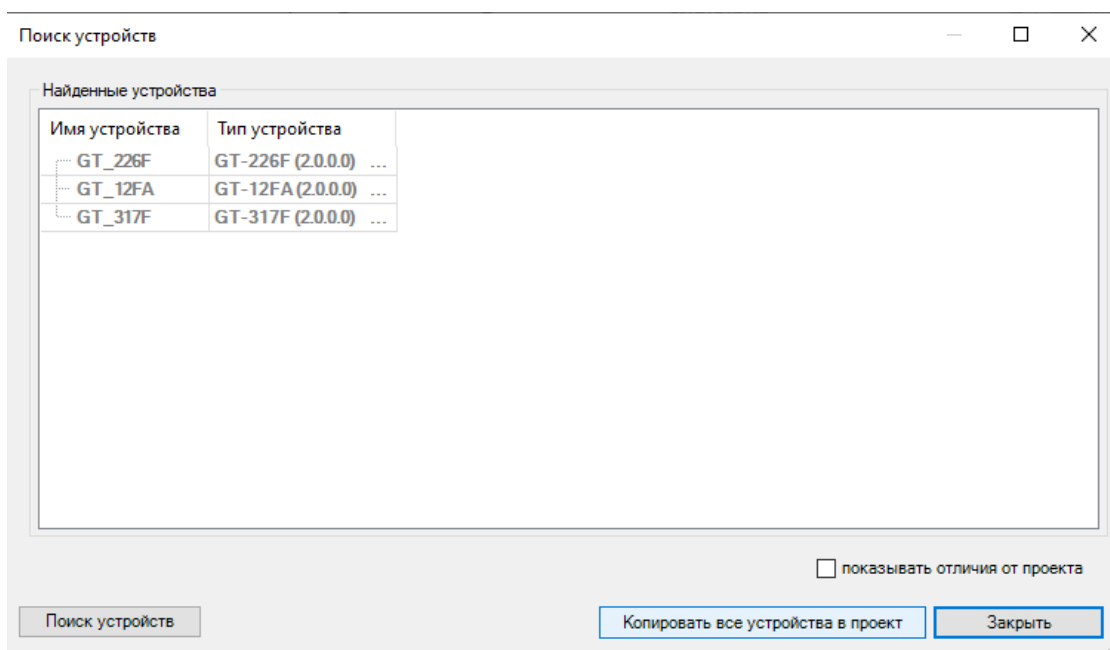 Поиск устройств
Найденные устройства
Имя устройства Тип устройства
GT_226F GT-226F (2.0.0.0) ...
GT_12FA GT-12FA (2.0.0.0) ...
GT_317F GT-317F (2.0.0.0) ...
показывать отличия от проекта
Поиск устройств Копировать все устройства в проект Закрыть